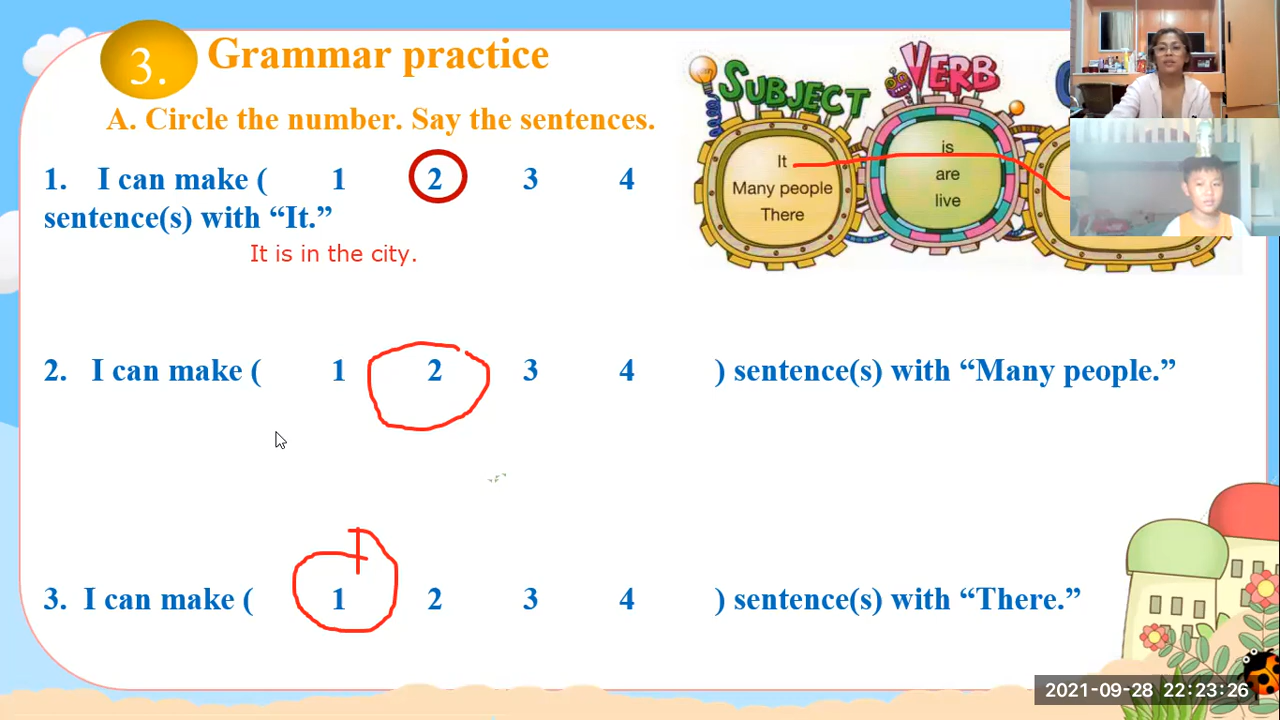 3. Grammar practice
A. Circle the number. Say the sentences.
1. I can make ( 1 2 3 4
sentence(s) with “It.”
It is in the city.
2. I can make ( 1 2 3 4 ) sentence(s) with “Many people.”
3. I can make ( 1 2 3 4 ) sentence(s) with “There.”
SUBJECT
It
Many people
There
VERB
is
are
live
2021-09-28 22:23:26